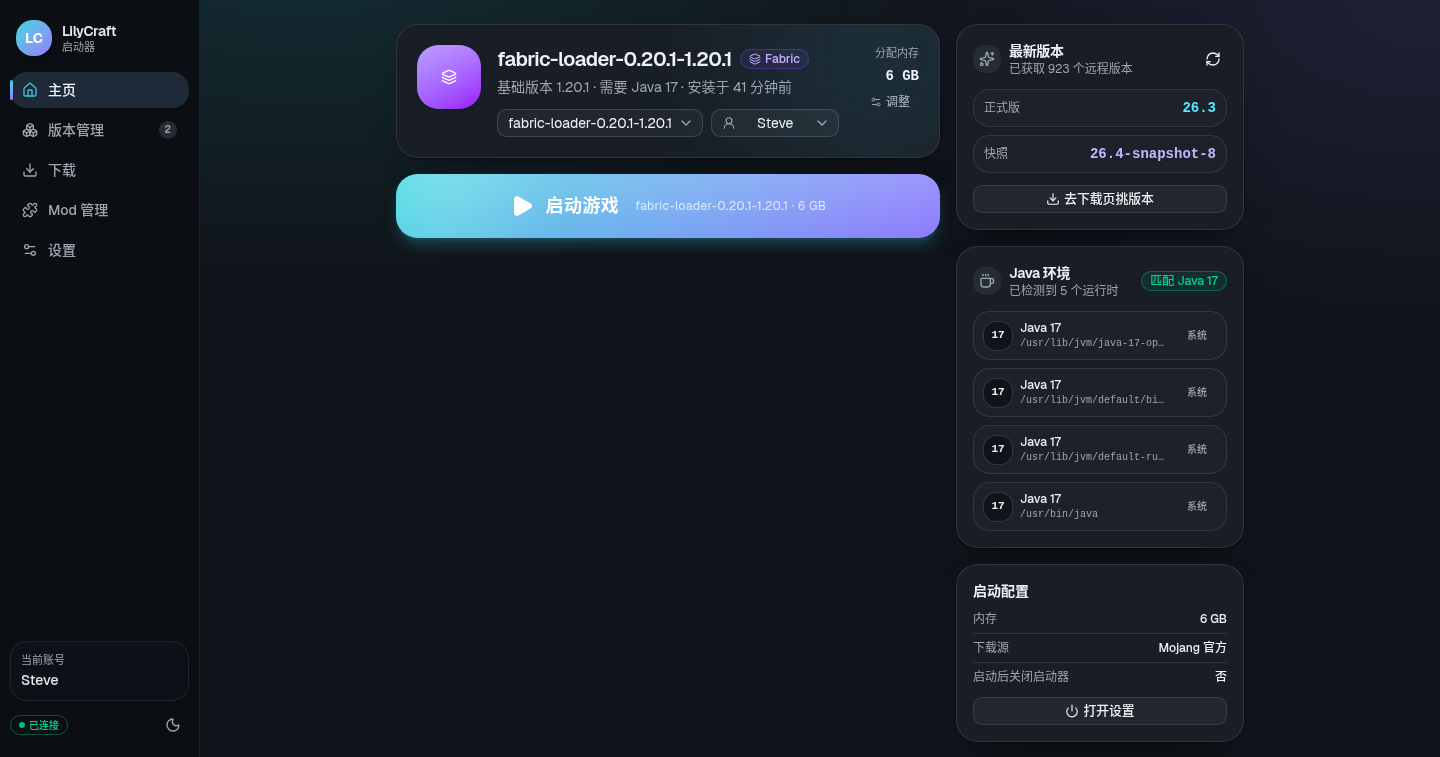 LC
LilyCraft
启动器
主页
版本管理
2
下载
Mod 管理
设置
当前账号
Steve
已连接
fabric-loader-0.20.1-1.20.1
Fabric
基础版本 1.20.1 · 需要 Java 17 · 安装于 41 分钟前
fabric-loader-0.20.1-1.20.1
Steve
分配内存
6 GB
调整
启动游戏
fabric-loader-0.20.1-1.20.1 · 6 GB
最新版本
已获取 923 个远程版本
正式版
26.3
快照
26.4-snapshot-8
去下载页挑版本
Java 环境
已检测到 5 个运行时
匹配 Java 17
17
Java 17
/usr/lib/jvm/java-17-op…
系统
17
Java 17
/usr/lib/jvm/default/bi…
系统
17
Java 17
/usr/lib/jvm/default-ru…
系统
17
Java 17
/usr/bin/java
系统
启动配置
内存
6 GB
下载源
Mojang 官方
启动后关闭启动器
否
打开设置